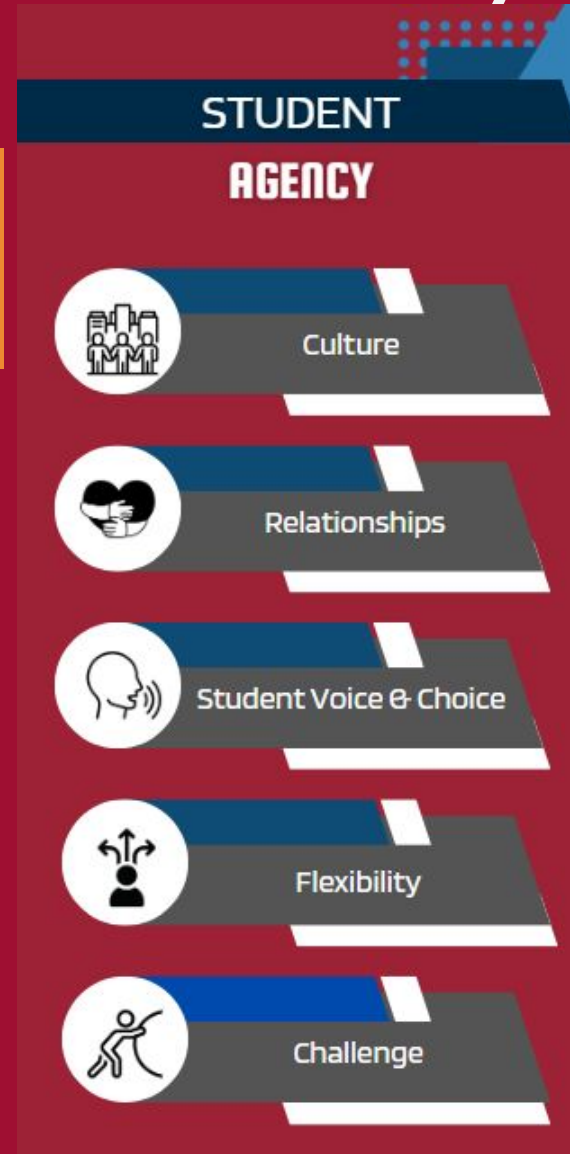 STUDENT
AGENCY
Culture
Relationships
Student Voice & Choice
Flexibility
Challenge